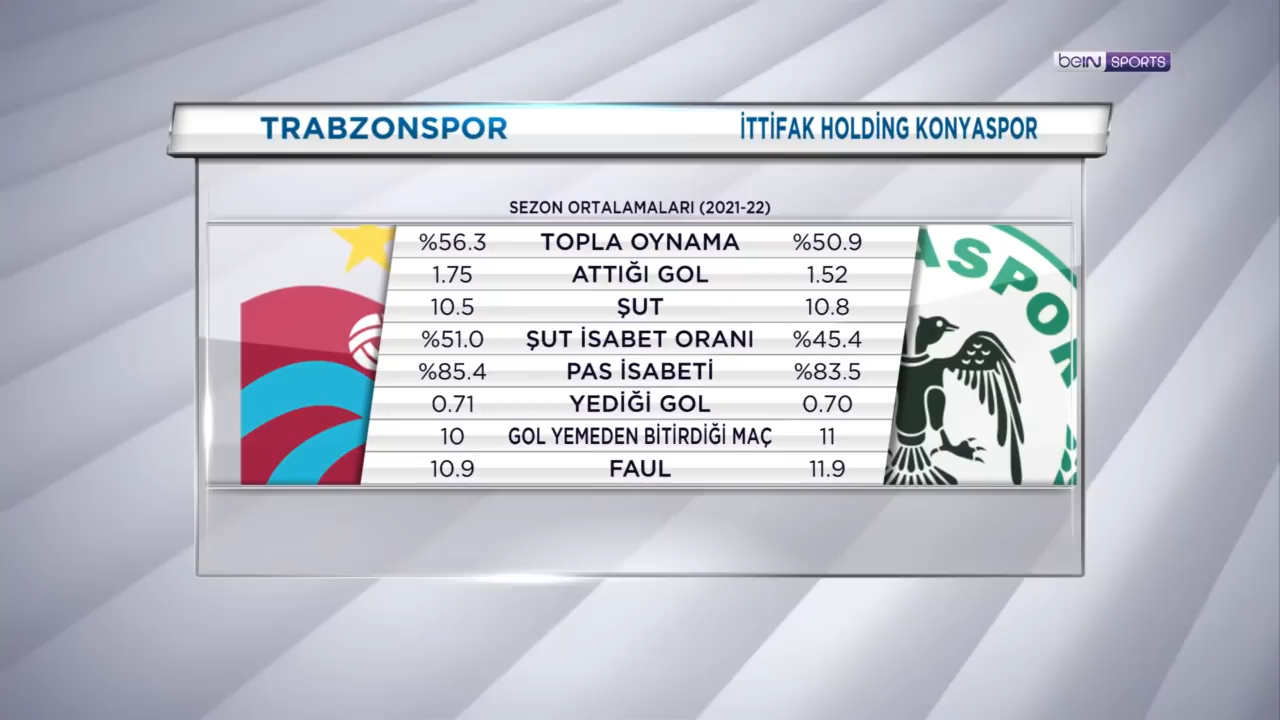 beIN SPORTS
TRABZONSPOR İTTİFAK HOLDİNG KONYASPOR
SEZON ORTALAMALARI (2021-22)
%56.3 TOPLA OYNAMA %50.9
1.75 ATTIĞI GOL 1.52
10.5 ŞUT 10.8
%51.0 ŞUT İSABET ORANI %45.4
%85.4 PAS İSABETİ %83.5
0.71 YEDİĞİ GOL 0.70
10 GOL YEMEDEN BİTİRDİĞİ MAÇ 11
10.9 FAUL 11.9
ASPOR